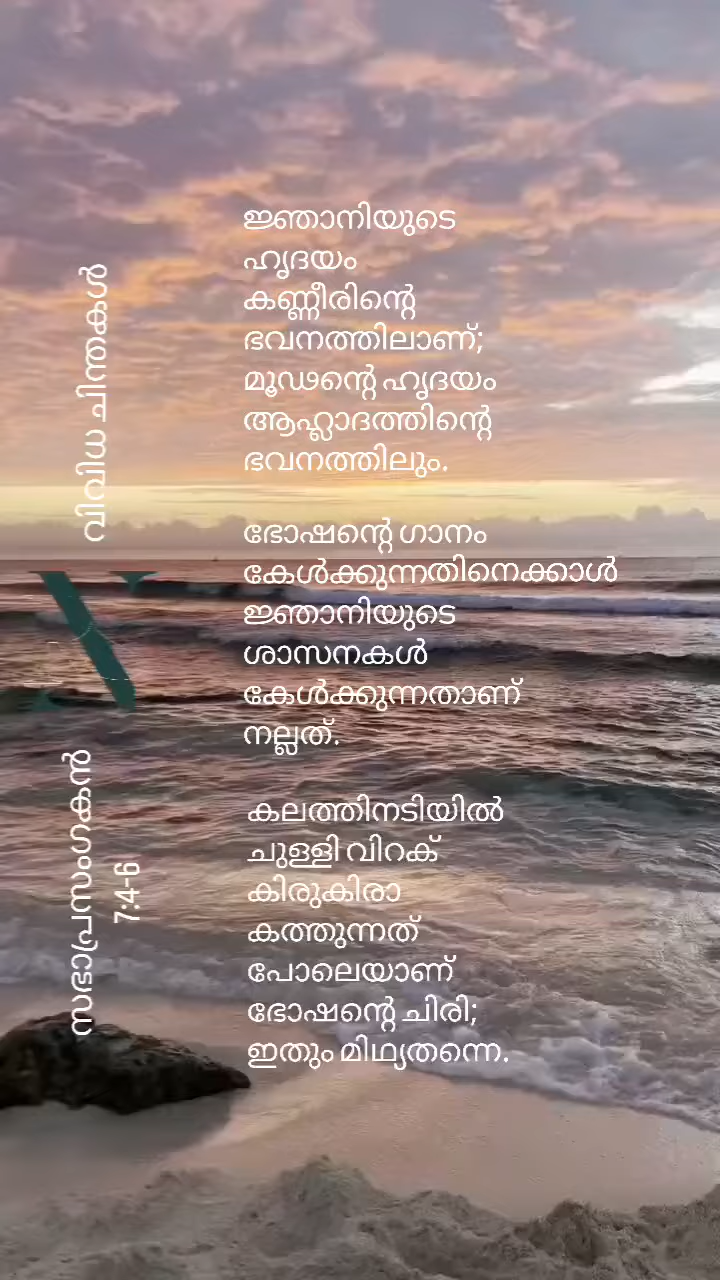 വിവിധ ചിന്തകൾ
സഭാപ്രസംഗകൻ
7:4-6
ജ്ഞാനിയുടെ
ഹൃദയം
കണ്ണീരിന്റെ
ഭവനത്തിലാണ്;
മൂഢന്റെ ഹൃദയം
ആഹ്ലാദത്തിന്റെ
ഭവനത്തിലും.
ഭോഷന്റെ ഗാനം
കേൾക്കുന്നതിനെക്കാൾ
ജ്ഞാനിയുടെ
ശാസനകൾ
കേൾക്കുന്നതാണ്
നല്ലത്.
കലത്തിനടിയിൽ
ചുള്ളി വിറക്
കിരുകിരാ
കത്തുന്നത്
പോലെയാണ്
ഭോഷന്റെ ചിരി;
ഇതും മിഥ്യതന്നെ.